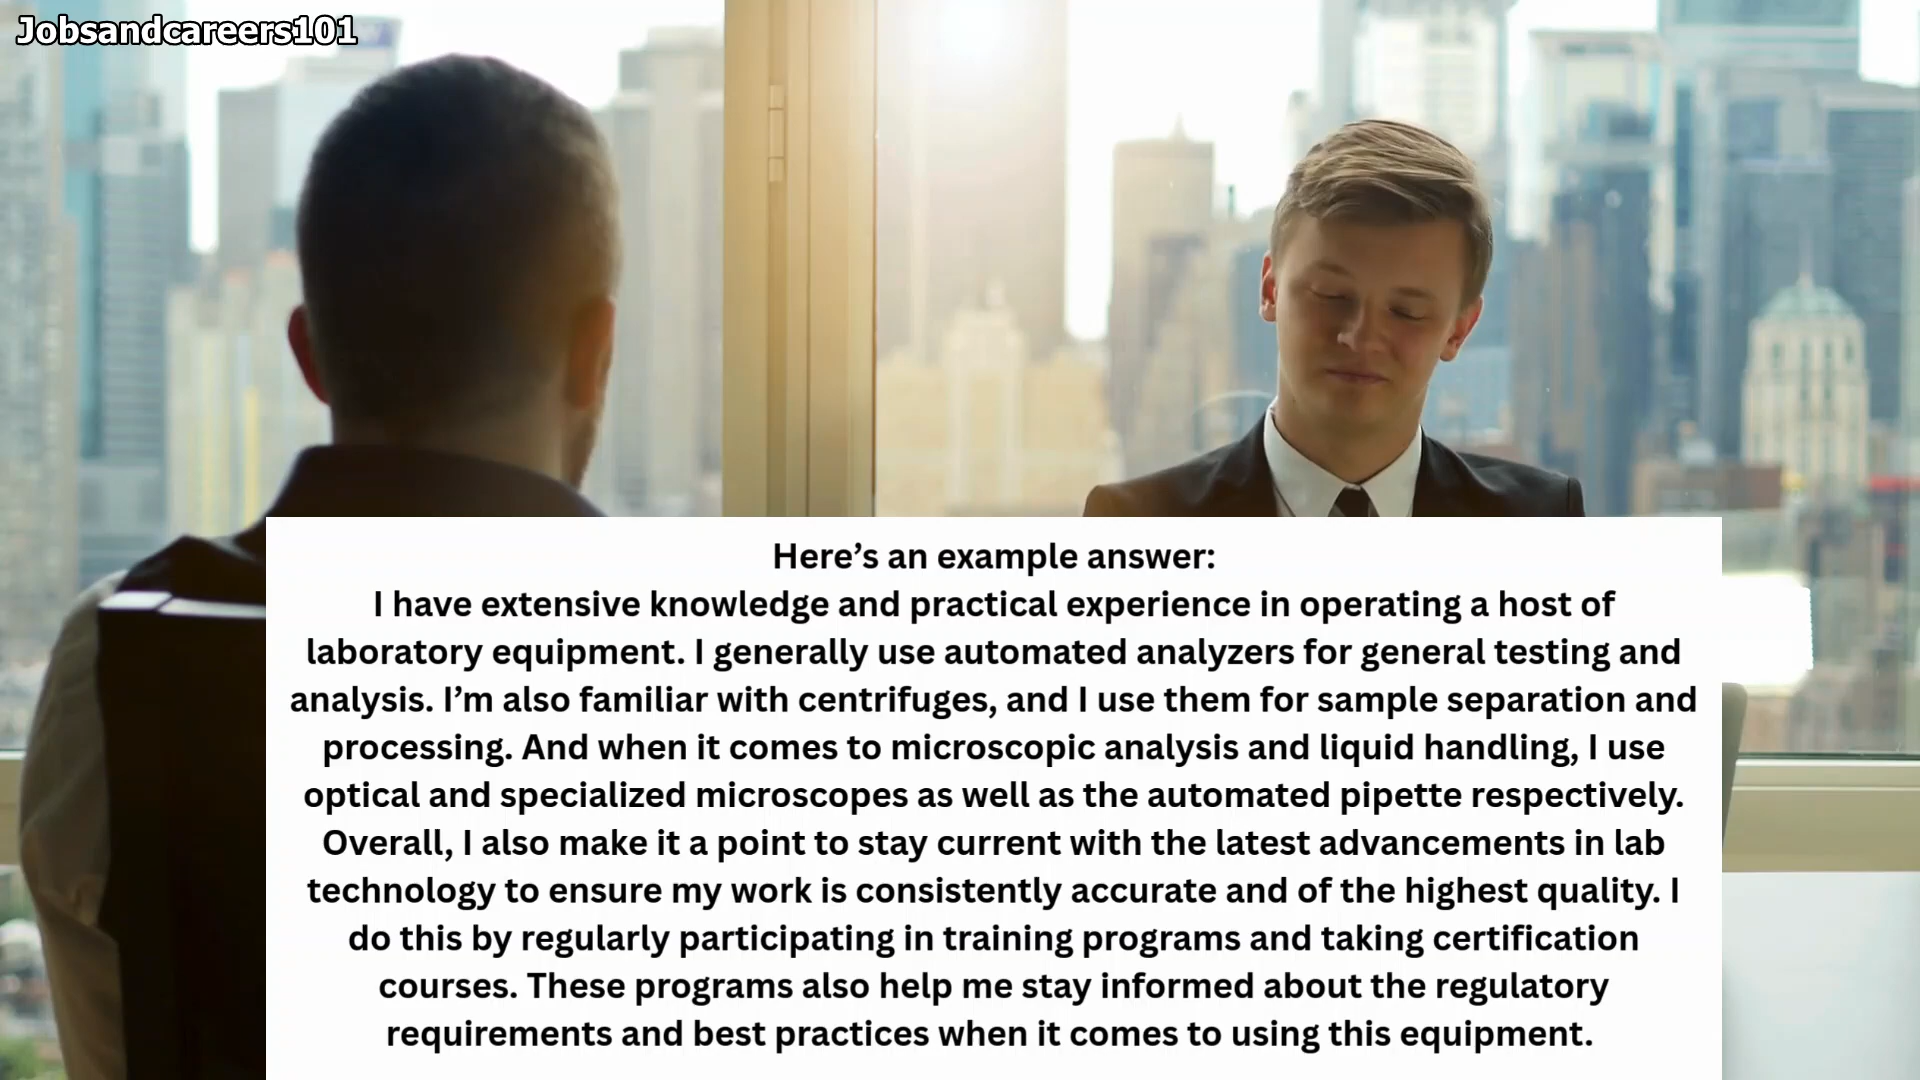 Jobsandcareers101
Here’s an example answer:
I have extensive knowledge and practical experience in operating a host of
laboratory equipment. I generally use automated analyzers for general testing and
analysis. I’m also familiar with centrifuges, and I use them for sample separation and
processing. And when it comes to microscopic analysis and liquid handling, I use
optical and specialized microscopes as well as the automated pipette respectively.
Overall, I also make it a point to stay current with the latest advancements in lab
technology to ensure my work is consistently accurate and of the highest quality. I
do this by regularly participating in training programs and taking certification
courses. These programs also help me stay informed about the regulatory
requirements and best practices when it comes to using this equipment.